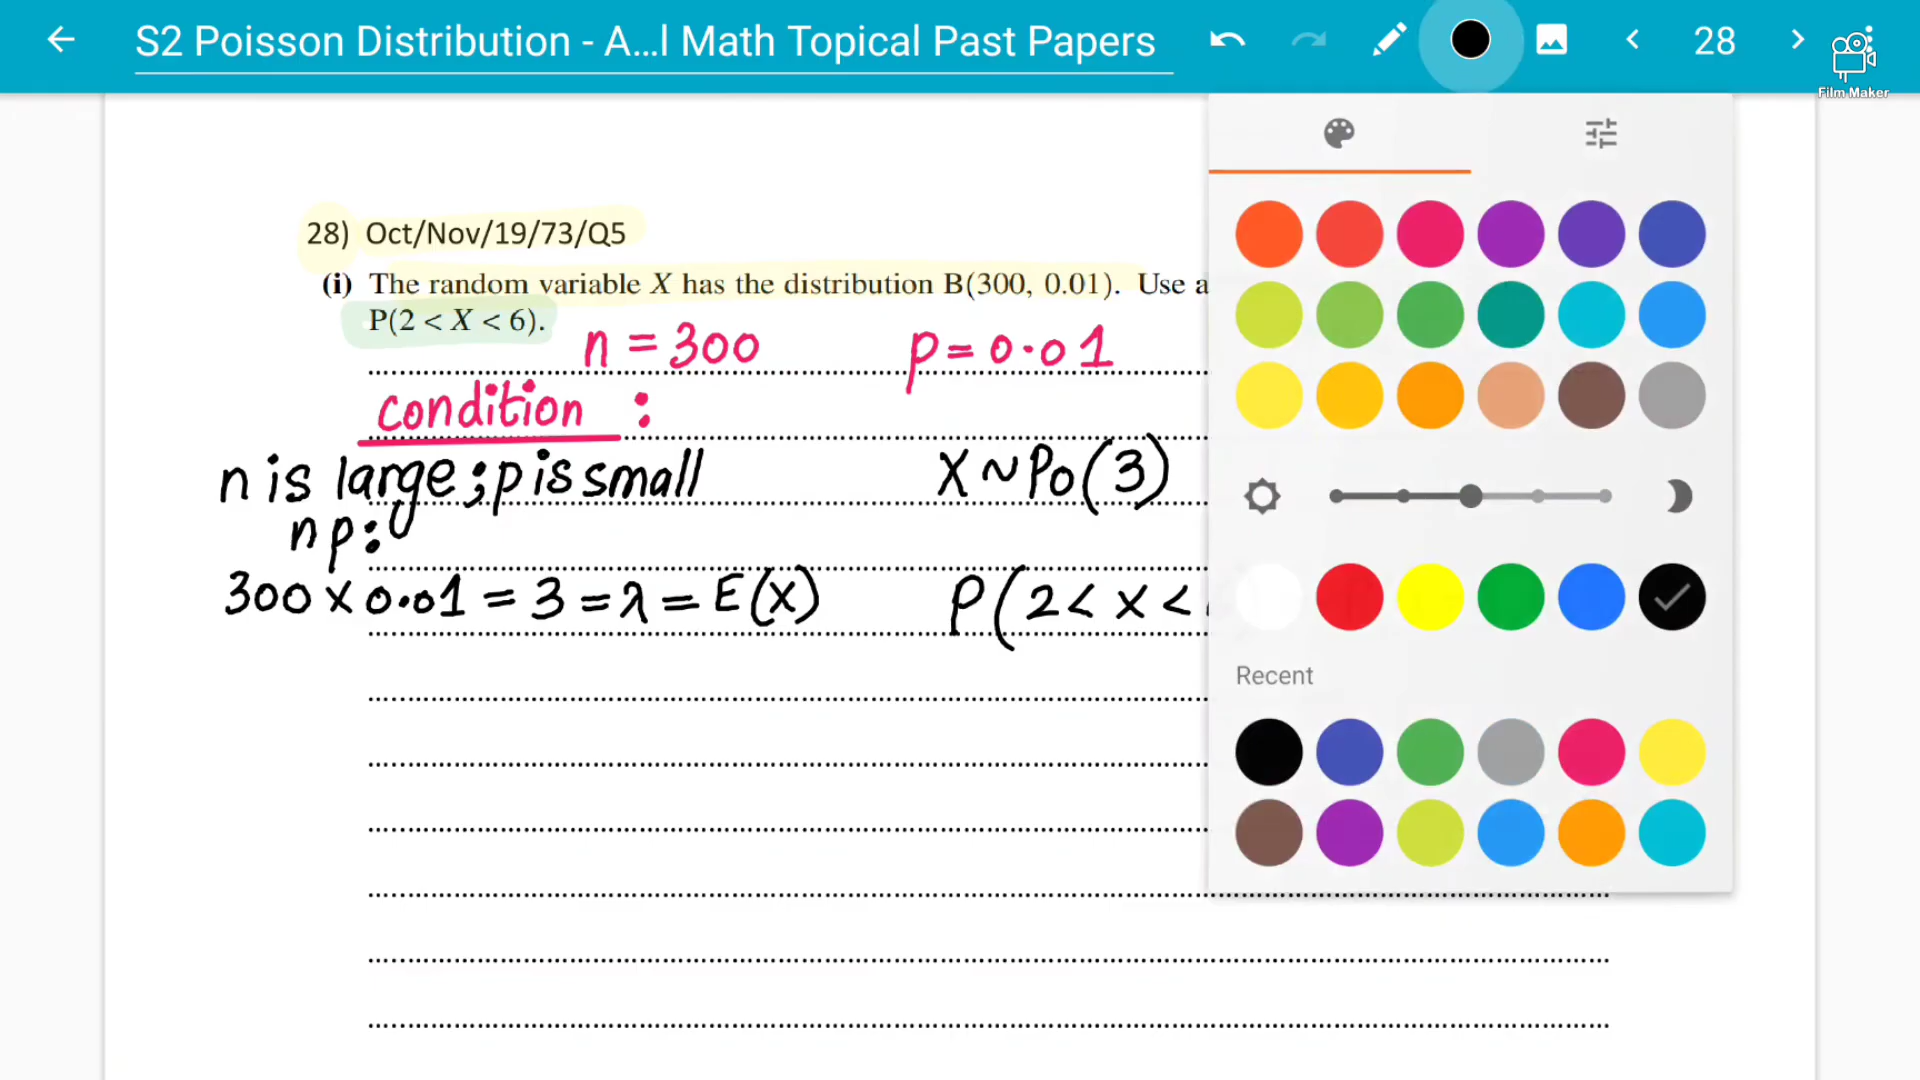 S2 Poisson Distribution - A...l Math Topical Past Papers
28
Film Maker
28) Oct/Nov/19/73/Q5
(i) The random variable X has the distribution B(300, 0.01). Use a
P(2 < X < 6).
n = 300 p = 0.01
condition :
n is large ; p is small X ~ Po(3)
np:
300 x 0.01 = 3 = λ = E(X) P(2 < x <
Recent